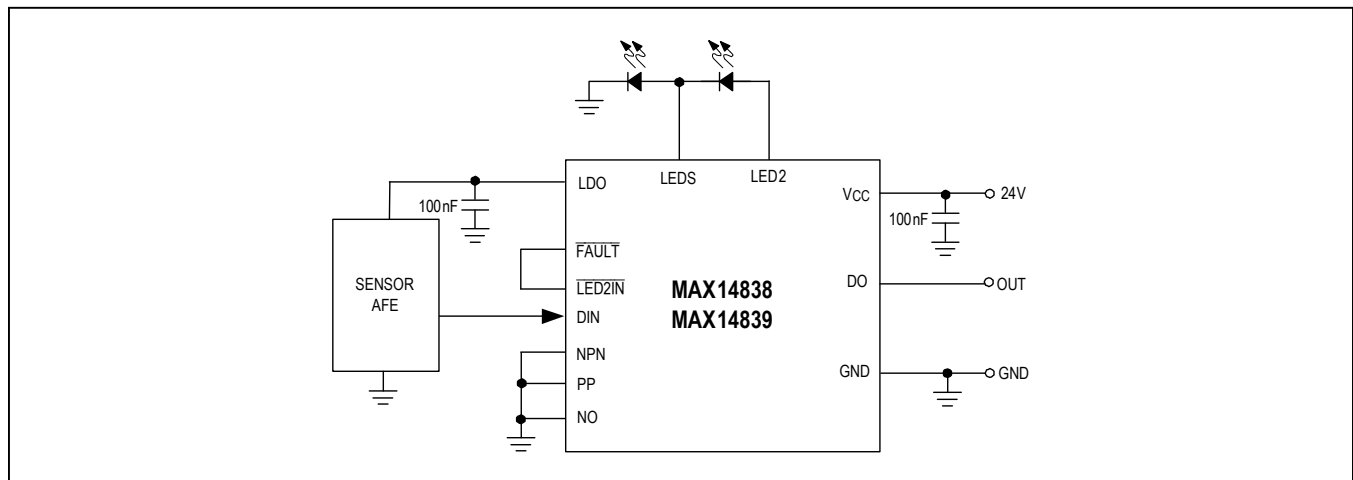 LEDS LED2
LDO
VCC
24V
100nF
100nF
FAULT
SENSOR
AFE
LED2IN
MAX14838
DO
OUT
DIN
MAX14839
NPN
GND
GND
PP
NO